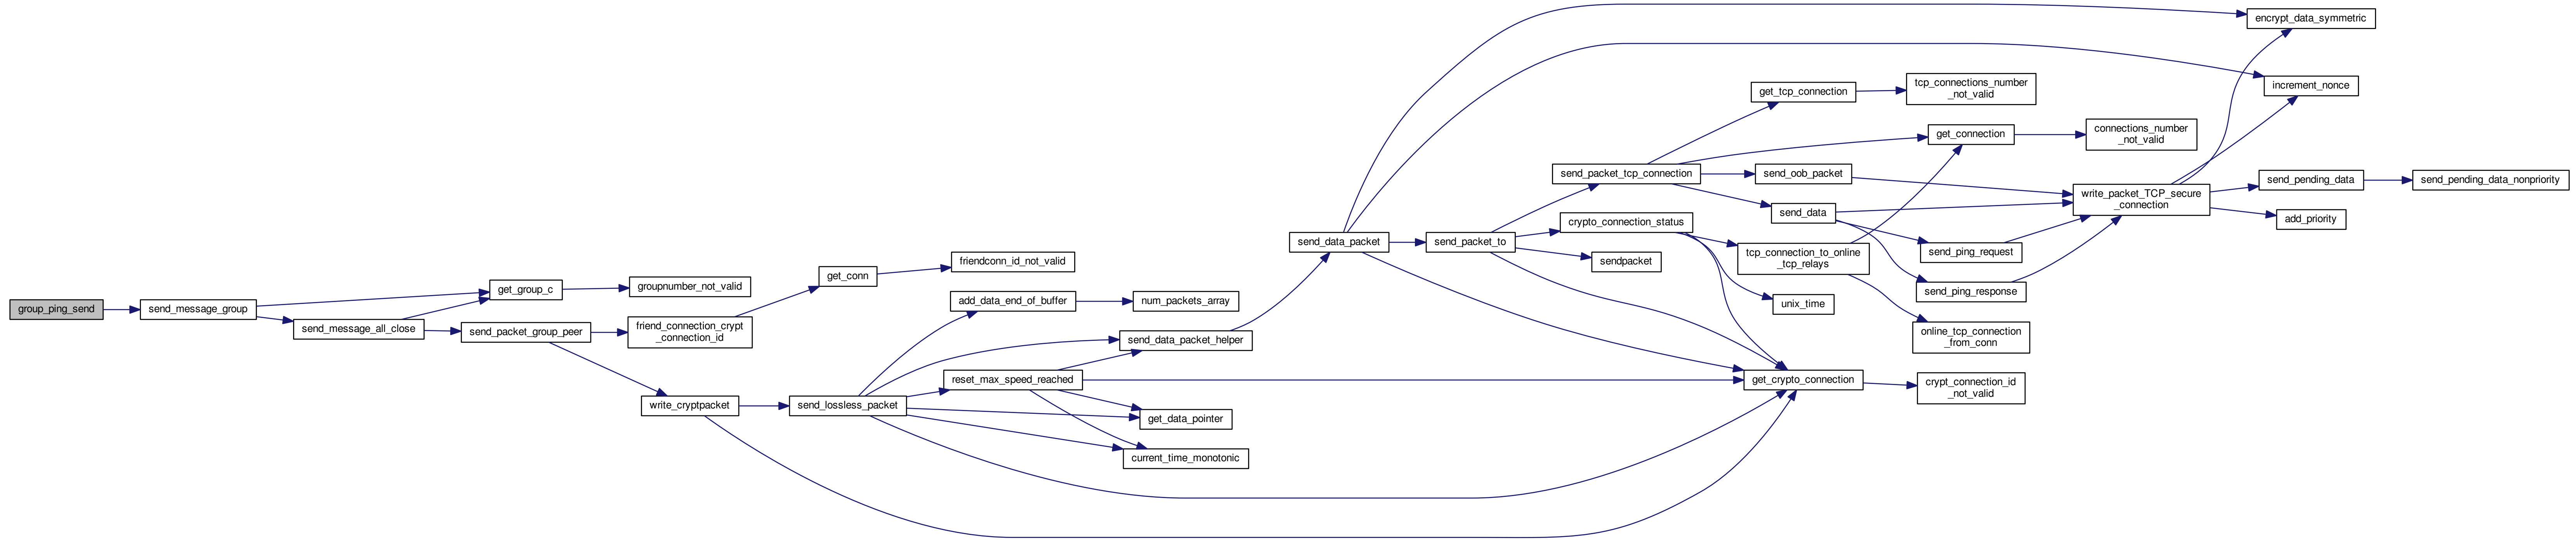 group_ping_send
send_message_group
get_group_c
send_message_all_close
groupnumber_not_valid
send_packet_group_peer
friend_connection_crypt
_connection_id
get_conn
friendconn_id_not_valid
write_cryptpacket
send_lossless_packet
add_data_end_of_buffer
num_packets_array
send_data_packet_helper
reset_max_speed_reached
get_data_pointer
current_time_monotonic
send_data_packet
send_packet_to
send_packet_tcp_connection
crypto_connection_status
sendpacket
get_tcp_connection
tcp_connections_number
_not_valid
get_connection
connections_number
_not_valid
send_oob_packet
send_data
tcp_connection_to_online
_tcp_relays
unix_time
send_ping_request
send_ping_response
online_tcp_connection
_from_conn
get_crypto_connection
crypt_connection_id
_not_valid
write_packet_TCP_secure
_connection
encrypt_data_symmetric
increment_nonce
send_pending_data
send_pending_data_nonpriority
add_priority